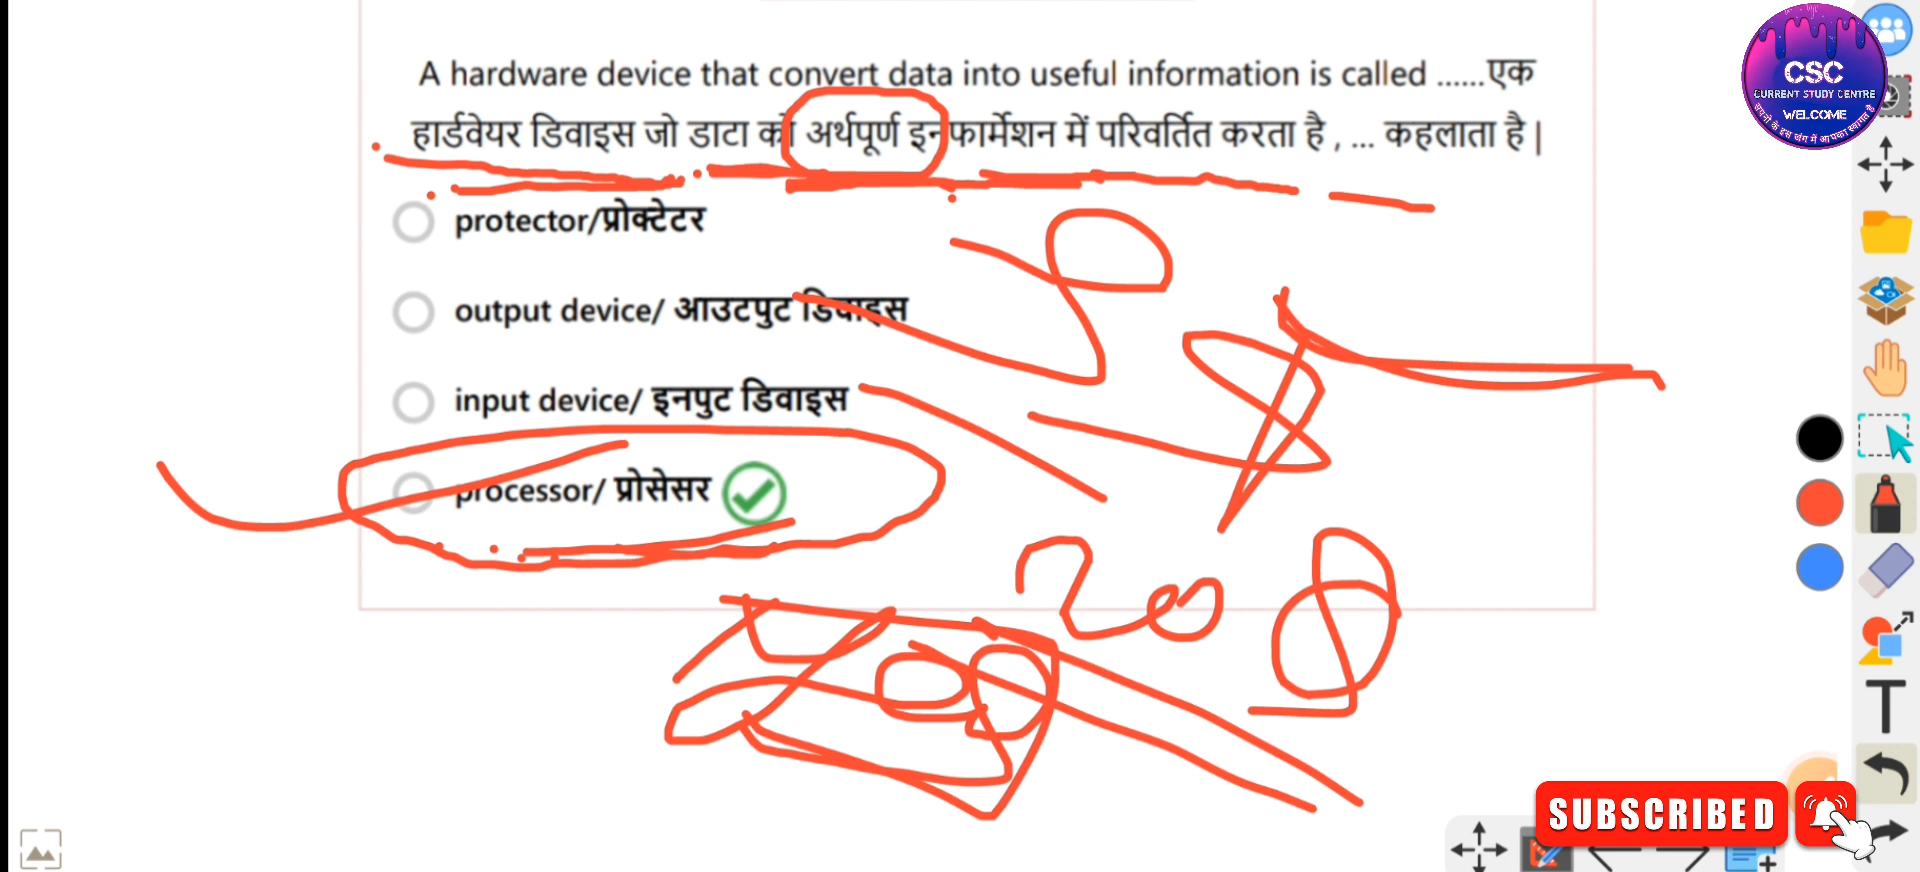 A hardware device that convert data into useful information is called ......एक
हार्डवेयर डिवाइस जो डाटा को अर्थपूर्ण इनफार्मेशन में परिवर्तित करता है , ... कहलाता है |
protector/प्रोक्टेटर
output device/ आउटपुट डिवाइस
input device/ इनपुट डिवाइस
processor/ प्रोसेसर
CSC
CURRENT STUDY CENTRE
WELCOME
T
SUBSCRIBED